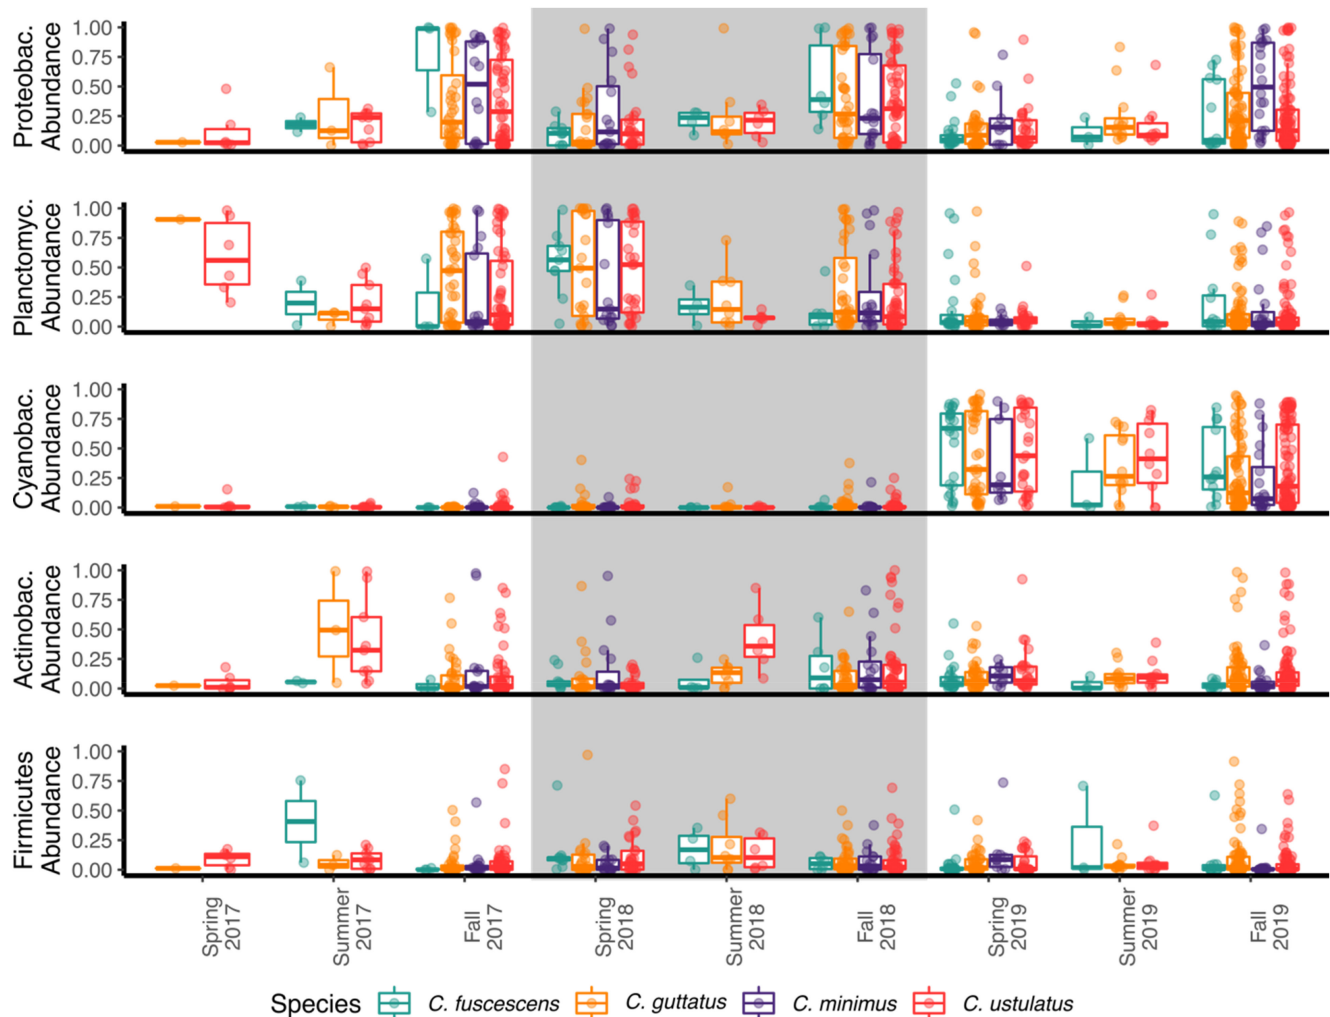 Proteobac.
Abundance
1.00
0.75
0.50
0.25
0.00
Planctomyc.
Abundance
1.00
0.75
0.50
0.25
0.00
Cyanobac.
Abundance
1.00
0.75
0.50
0.25
0.00
Actinobac.
Abundance
1.00
0.75
0.50
0.25
0.00
Firmicutes
Abundance
1.00
0.75
0.50
0.25
0.00
Spring
2017
Summer
2017
Fall
2017
Spring
2018
Summer
2018
Fall
2018
Spring
2019
Summer
2019
Fall
2019
Species C. fuscescens C. guttatus C. minimus C. ustulatus